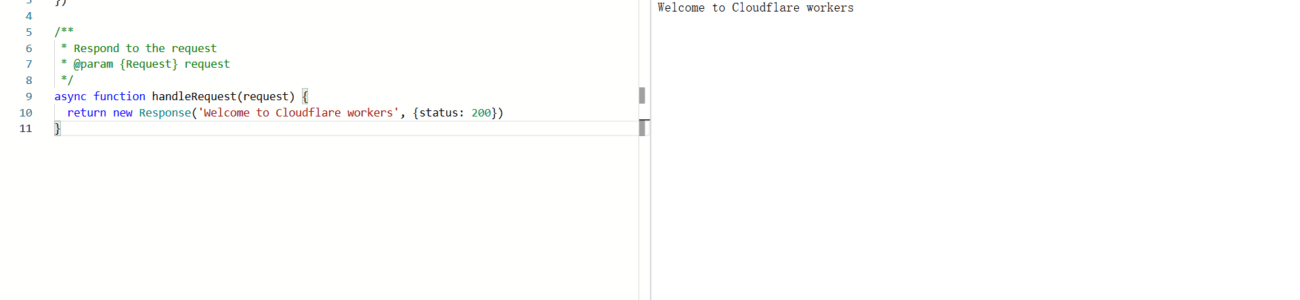 3 })
4
5 /**
6  * Respond to the request
7  * @param {Request} request
8  */
9 async function handleRequest(request) {
10   return new Response('Welcome to Cloudflare workers', {status: 200})
11 }
Welcome to Cloudflare workers